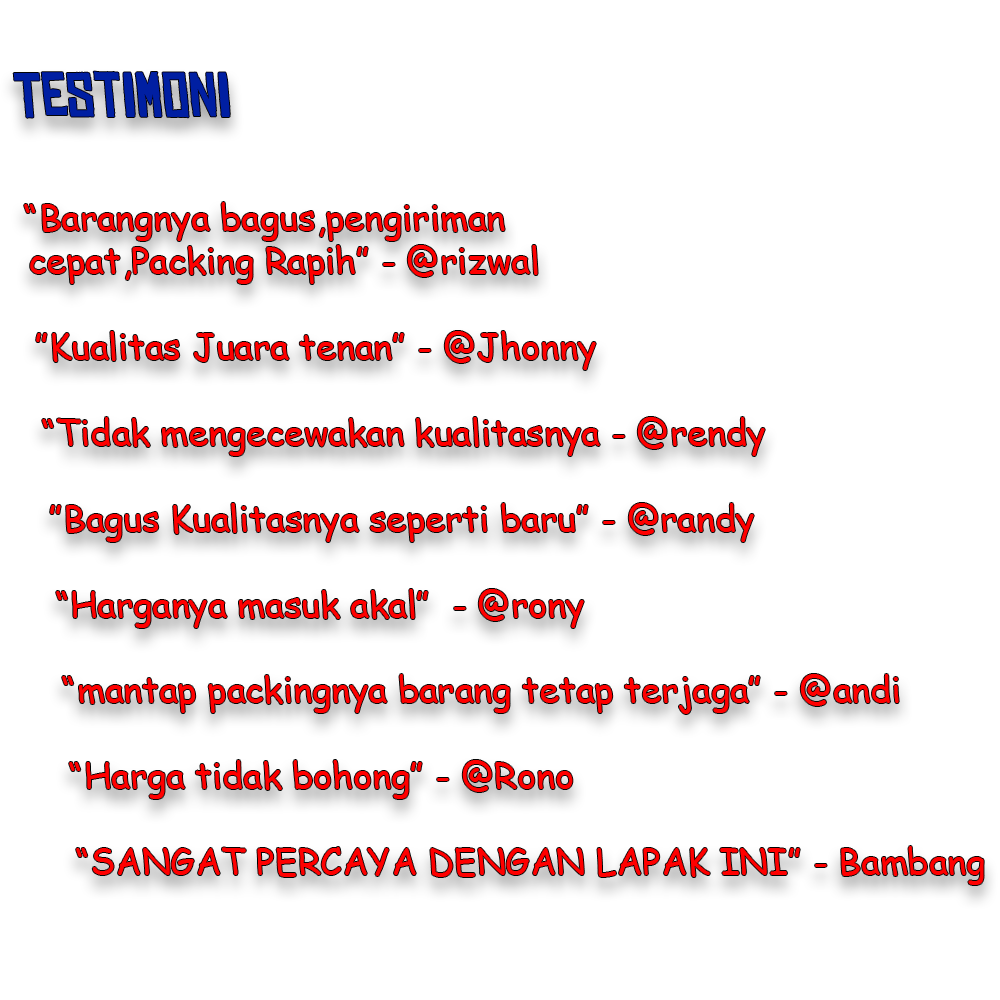 TESTIMONI
“Barangnya bagus,pengiriman
cepat,Packing Rapih” - @rizwal
”Kualitas Juara tenan” - @Jhonny
“Tidak mengecewakan kualitasnya - @rendy
”Bagus Kualitasnya seperti baru” - @randy
“Harganya masuk akal”  - @rony
“mantap packingnya barang tetap terjaga” - @andi
“Harga tidak bohong” - @Rono
“SANGAT PERCAYA DENGAN LAPAK INI” - Bambang